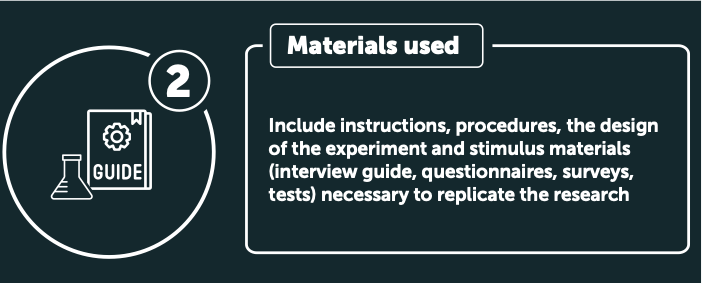 2
GUIDE
Materials used
Include instructions, procedures, the design
of the experiment and stimulus materials
(interview guide, questionnaires, surveys,
tests) necessary to replicate the research